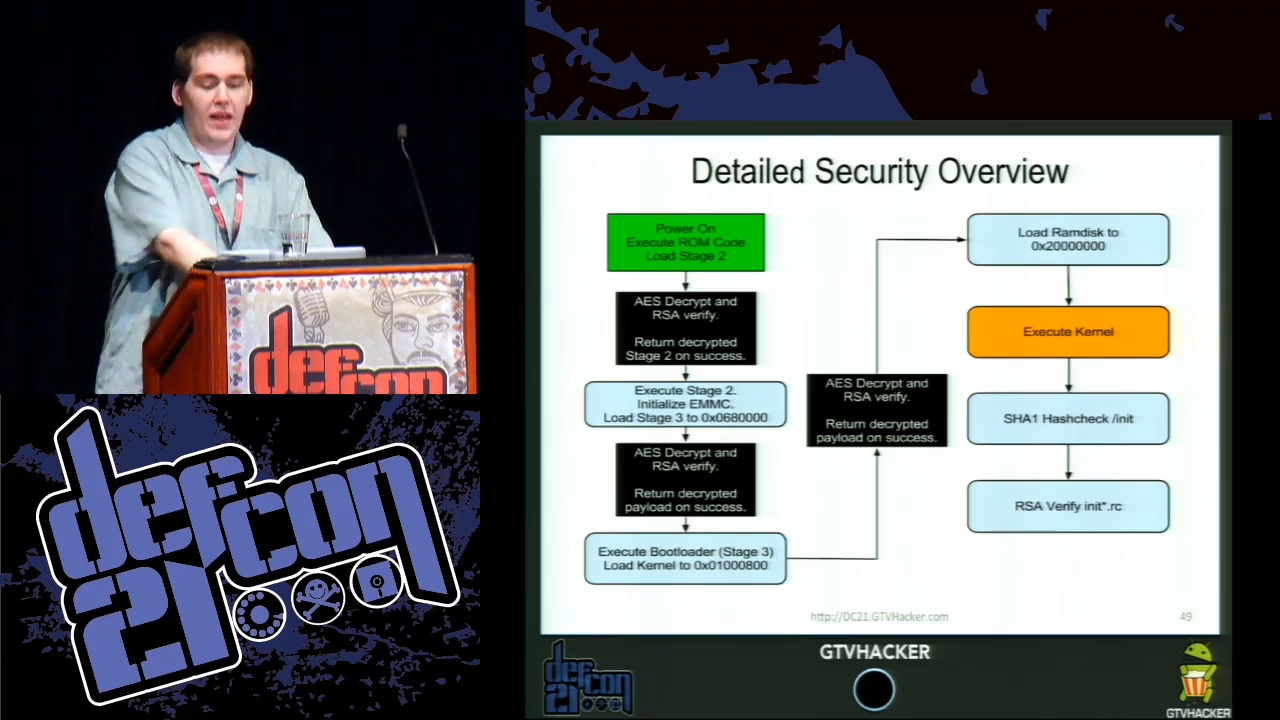 defcon
defcon
21
Detailed Security Overview
Power On
Execute ROM Code
Load Stage 2
AES Decrypt and
RSA verify.
Return decrypted
Stage 2 on success.
Execute Stage 2.
Initialize EMMC.
Load Stage 3 to 0x0680000
AES Decrypt and
RSA verify.
Return decrypted
payload on success.
Execute Bootloader (Stage 3)
Load Kernel to 0x01000800
AES Decrypt and
RSA verify.
Return decrypted
payload on success.
Load Ramdisk to
0x20000000
Execute Kernel
SHA1 Hashcheck /init
RSA Verify init*.rc
http://DC21.GTVHacker.com
49
defcon
21
GTVHACKER
GTVHACKER